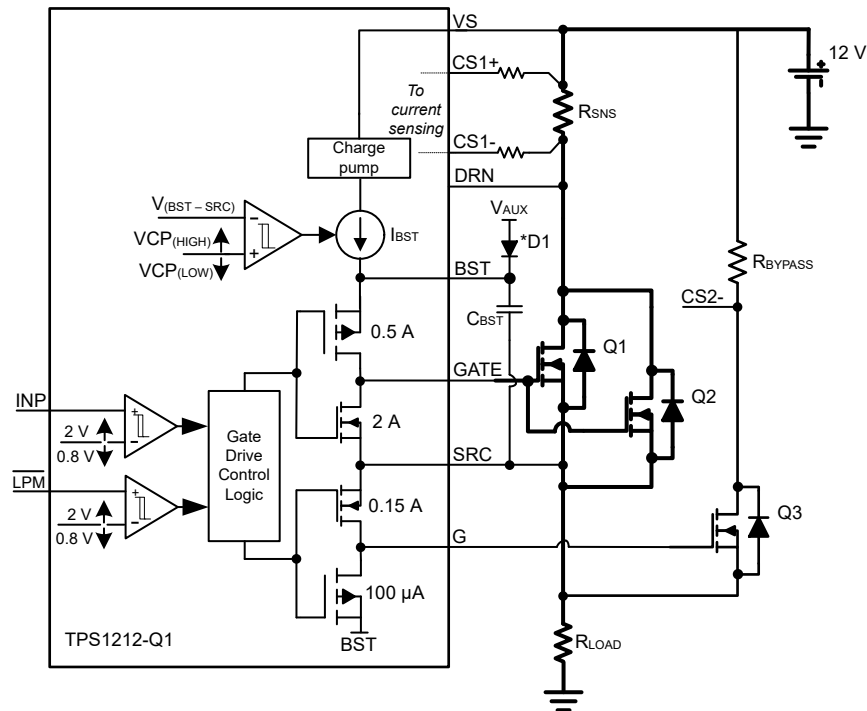 VS
CS1+
12 V
To
current
sensing
RSNS
CS1-
Charge
pump
DRN
VAUX
V(BST – SRC)
*D1
IBST
VCP(HIGH)
VCP(LOW)
BST
RBYPASS
CBST
CS2-
0.5 A
Q1
GATE
Q2
INP
2 V
0.8 V
2 A
Gate
Drive
Control
Logic
SRC
LPM
0.15 A
2 V
0.8 V
Q3
G
100 µA
TPS1212-Q1
BST
RLOAD